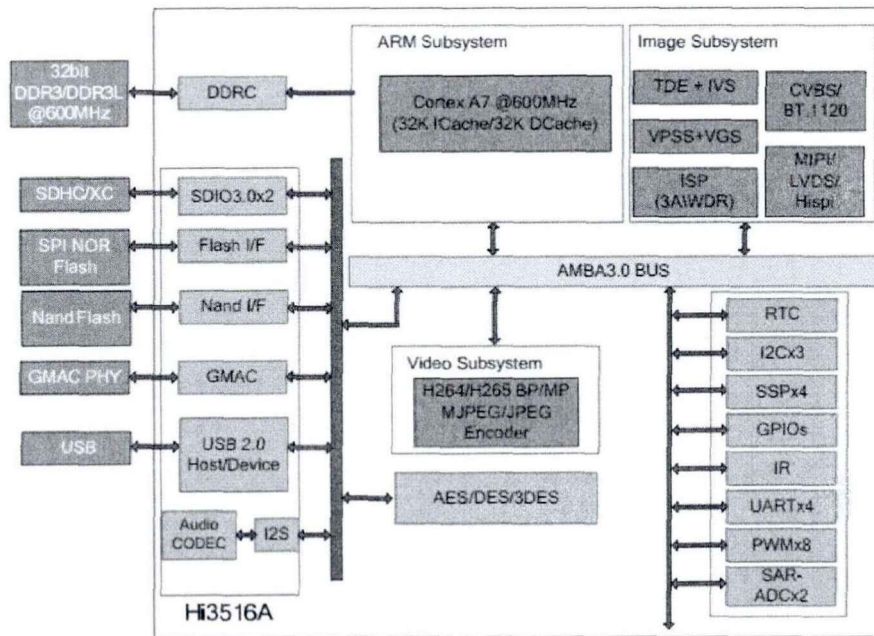 ARM Subsystem
Cortex A7 @600MHz
(32K ICache/32K DCache)
Image Subsystem
TDE + IVS
VPSS+VGS
ISP
(3A\WDR)
CVBS/
BT.1120
MIPI/
LVDS/
Hispi
32bit
DDR3/DDR3L
@600MHz
DDRC
SDHC/XC
SDIO3.0x2
SPI NOR
Flash
Flash I/F
Nand Flash
Nand I/F
GMAC PHY
GMAC
USB
USB 2.0
Host/Device
Audio
CODEC
I2S
Hi3516A
AMBA3.0 BUS
Video Subsystem
H264/H265 BP/MP
MJPEG/JPEG
Encoder
AES/DES/3DES
RTC
I2Cx3
SSPx4
GPIOs
IR
UARTx4
PWMx8
SAR-
ADCx2